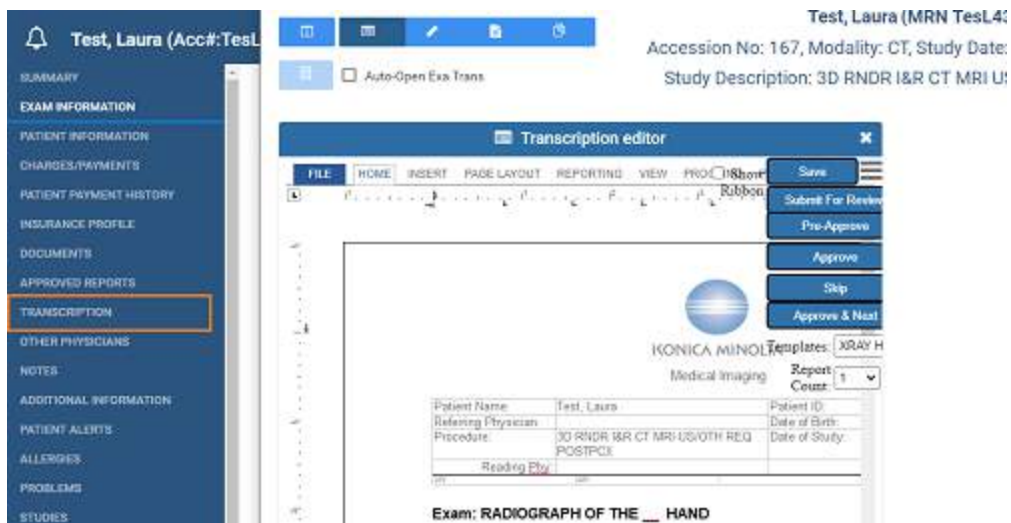 Test, Laura (Acc#:TesL
SUMMARY
EXAM INFORMATION
PATIENT INFORMATION
CHARGES/PAYMENTS
PATIENT PAYMENT HISTORY
INSURANCE PROFILE
DOCUMENTS
APPROVED REPORTS
TRANSCRIPTION
OTHER PHYSICIANS
NOTES
ADDITIONAL INFORMATION
PATIENT ALERTS
ALLERGIES
PROBLEMS
STUDIES
Test, Laura (MRN TesL43
Accession No: 167, Modality: CT, Study Date:
Auto-Open Exa Trans
Study Description: 3D RNDR I&R CT MRI US
Transcription editor
FILE HOME INSERT PAGE LAYOUT REPORTING VIEW
Show Ribbon
Save
Submit For Review
Pre-Approve
Approve
Skip
Approve & Next
Templates: XRAY H
Report Count: 1
KONICA MINOL
Medical Imaging
Patient Name: Test, Laura Patient ID:
Referring Physician Date of Birth:
Procedure: 3D RNDR I&R CT MRI US/OTH REQ Date of Study:
POSTPCX
Reading Phy
Exam: RADIOGRAPH OF THE __ HAND